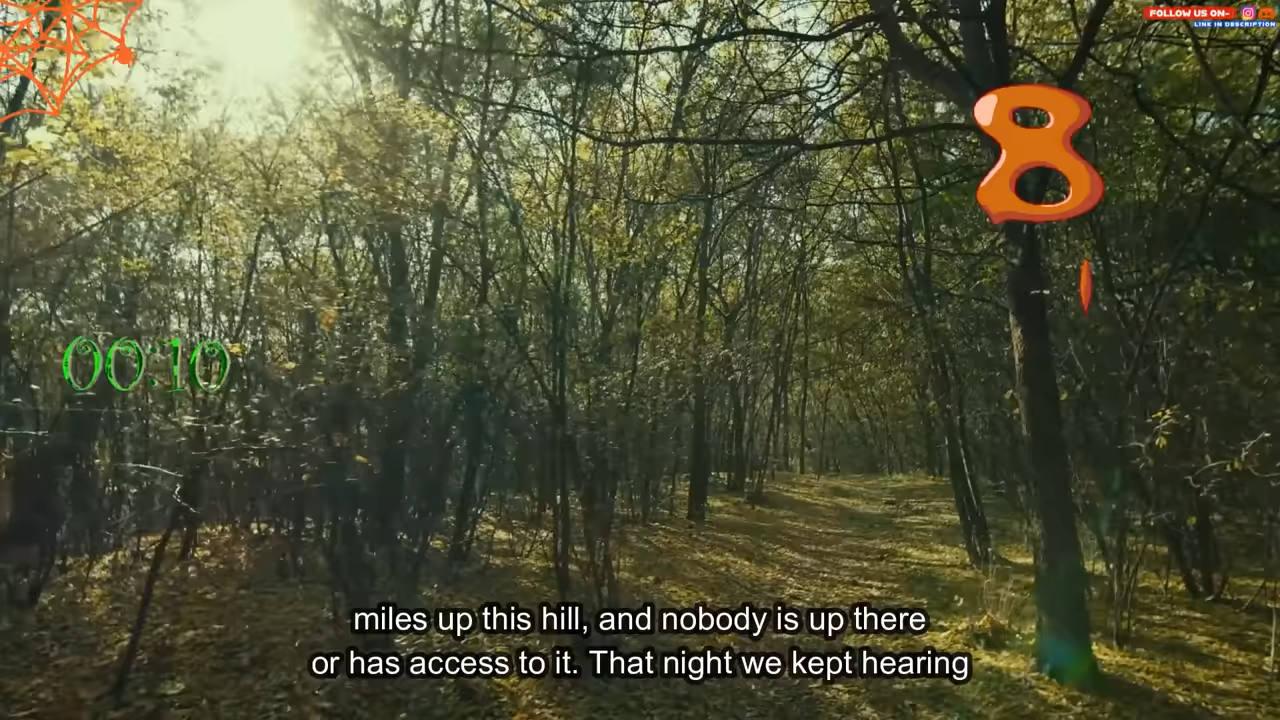 FOLLOW US ON-
LINK IN DESCRIPTION
8
00:10
miles up this hill, and nobody is up there
or has access to it. That night we kept hearing